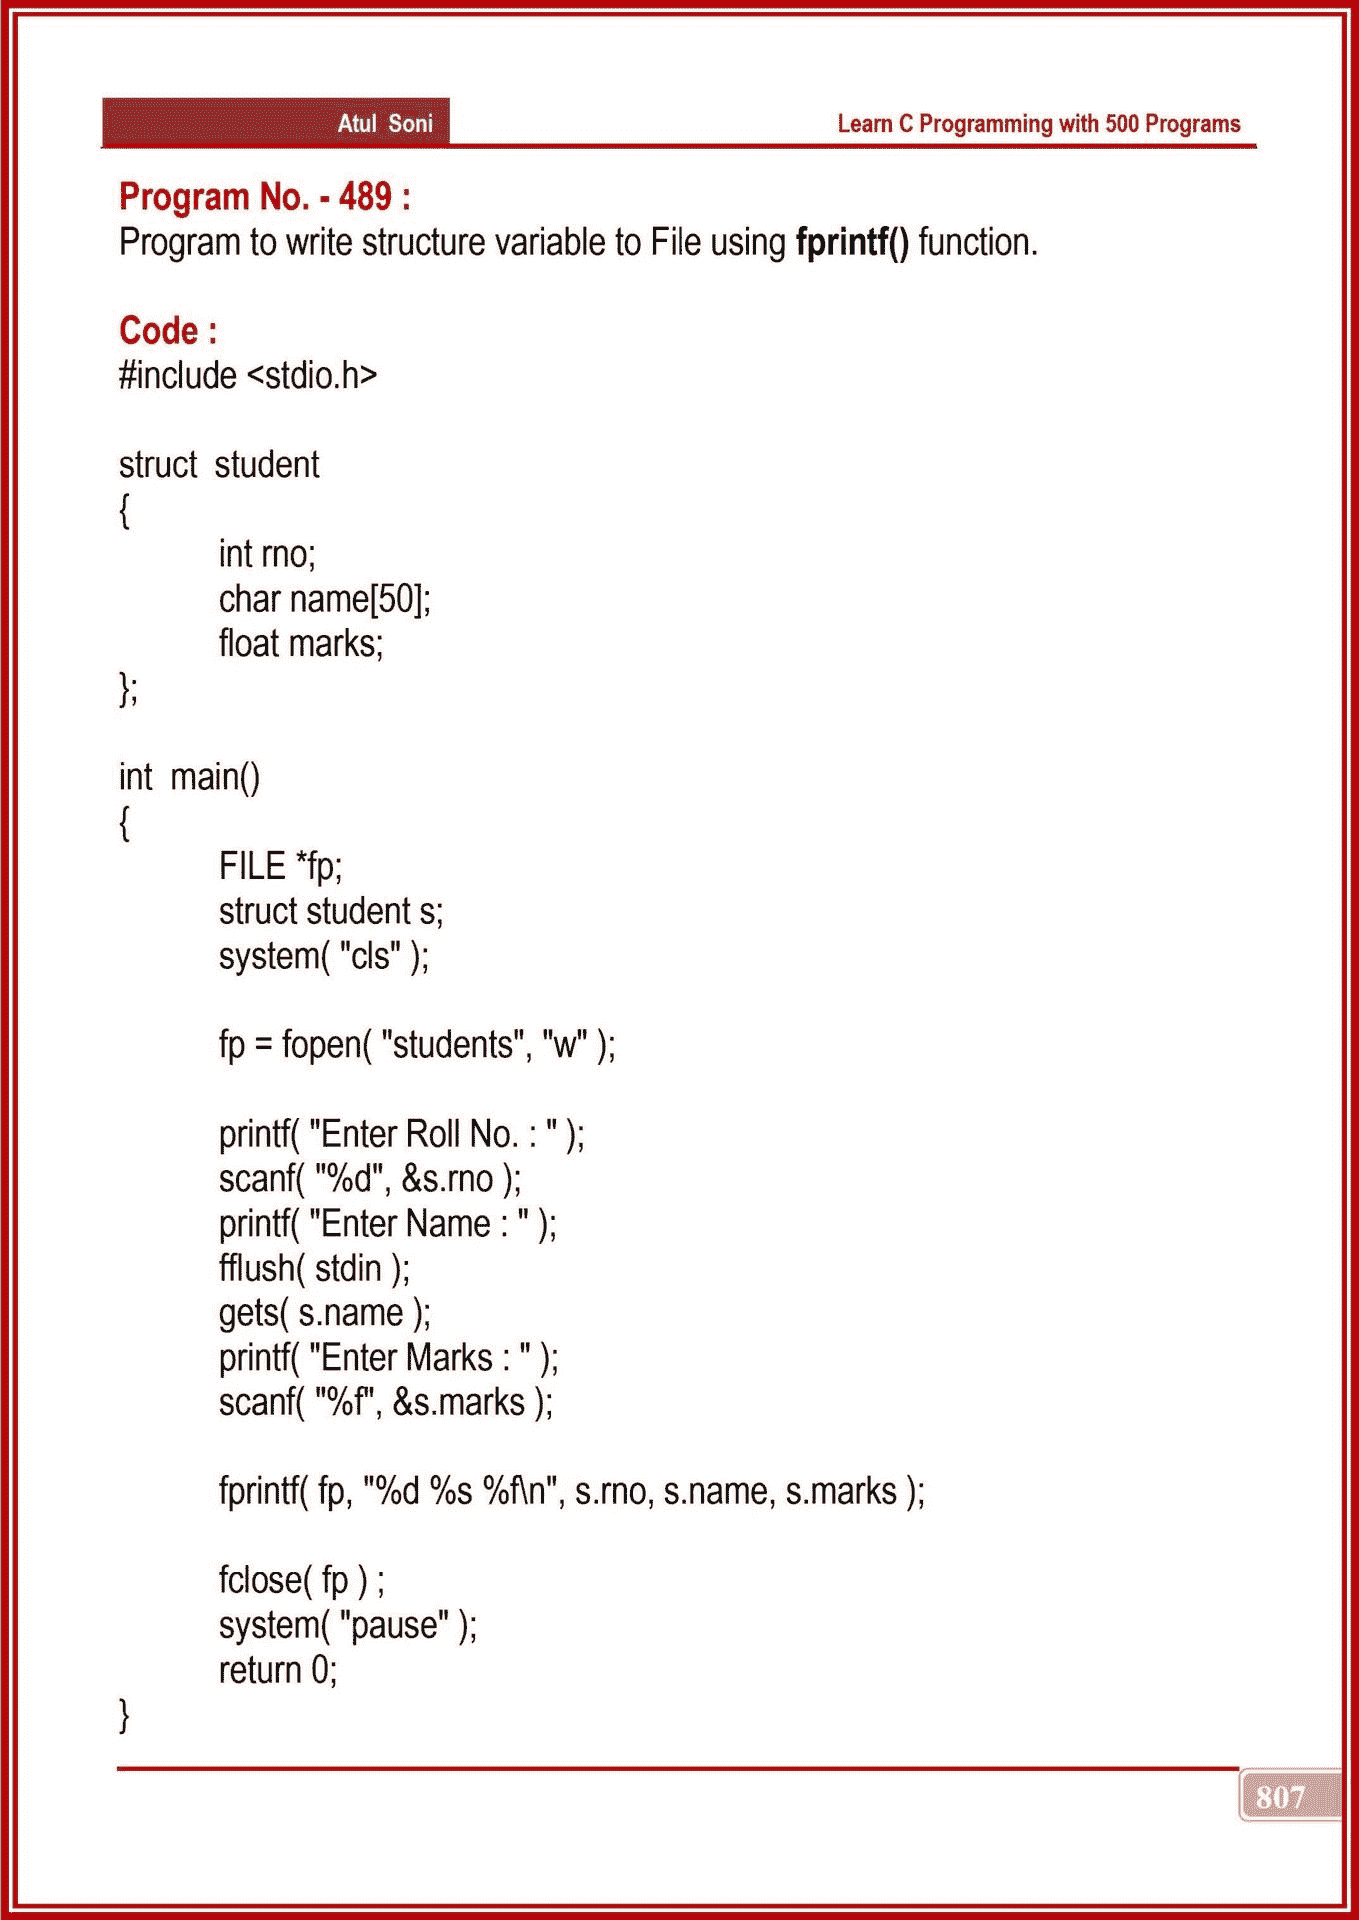 Atul Soni
Learn C Programming with 500 Programs
Program No. - 489 :
Program to write structure variable to File using fprintf() function.
Code :
#include <stdio.h>
struct student
{
int rno;
char name[50];
float marks;
};
int main()
{
FILE *fp;
struct student s;
system( "cls" );
fp = fopen( "students", "w" );
printf( "Enter Roll No. : " );
scanf( "%d", &s.rno );
printf( "Enter Name : " );
fflush( stdin );
gets( s.name );
printf( "Enter Marks : " );
scanf( "%f", &s.marks );
fprintf( fp, "%d %s %f\n", s.rno, s.name, s.marks );
fclose( fp ) ;
system( "pause" );
return 0;
}
807